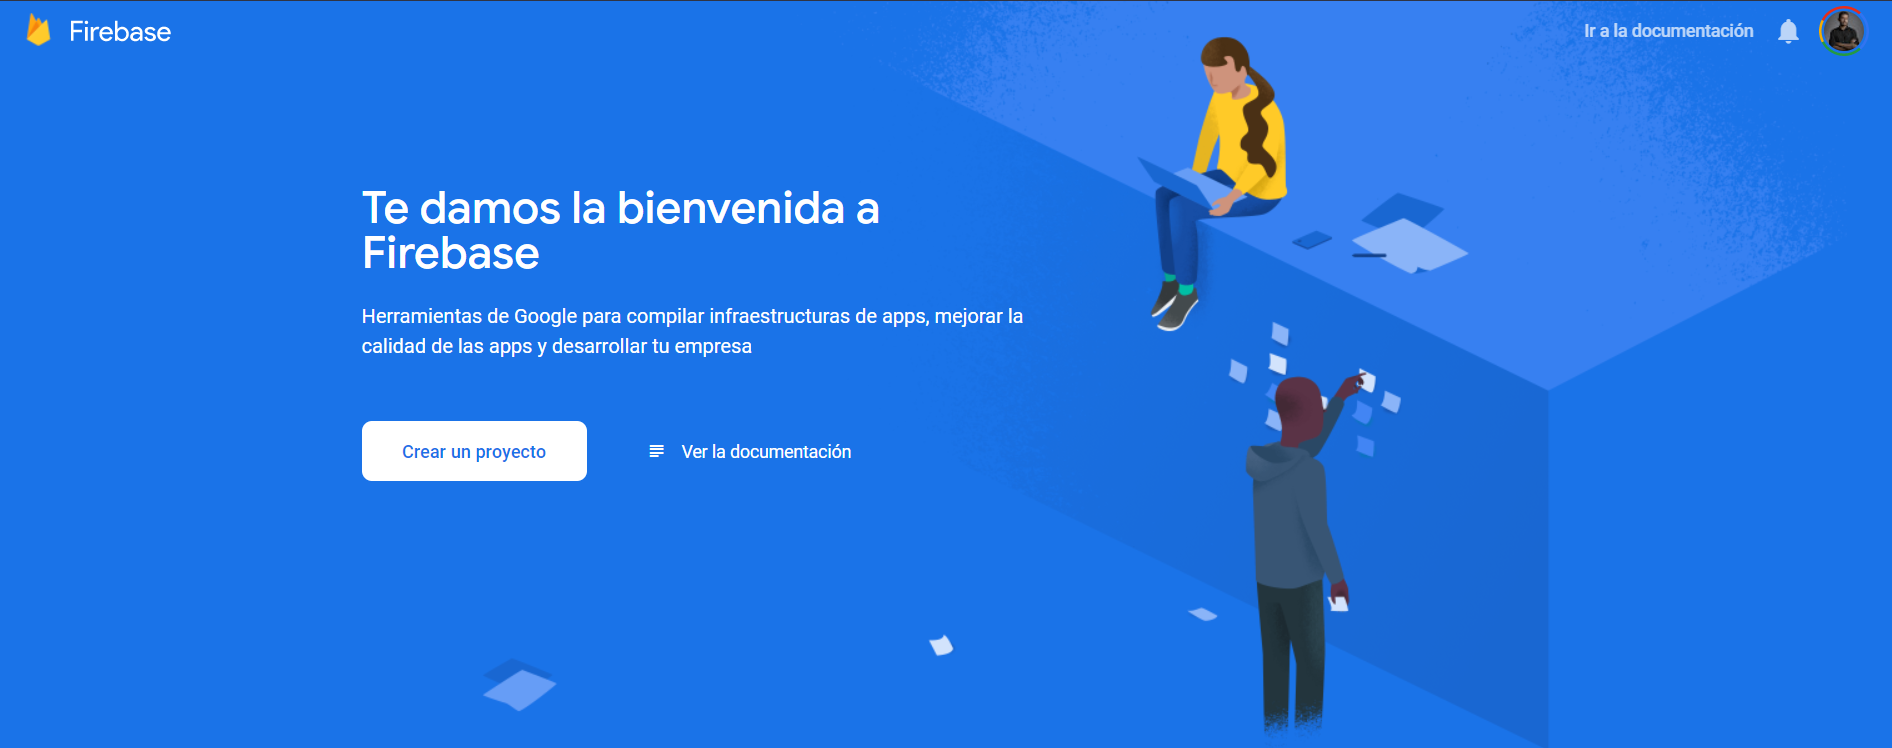 Firebase
Ir a la documentación
Te damos la bienvenida a
Firebase
Herramientas de Google para compilar infraestructuras de apps, mejorar la
calidad de las apps y desarrollar tu empresa
Crear un proyecto
Ver la documentación